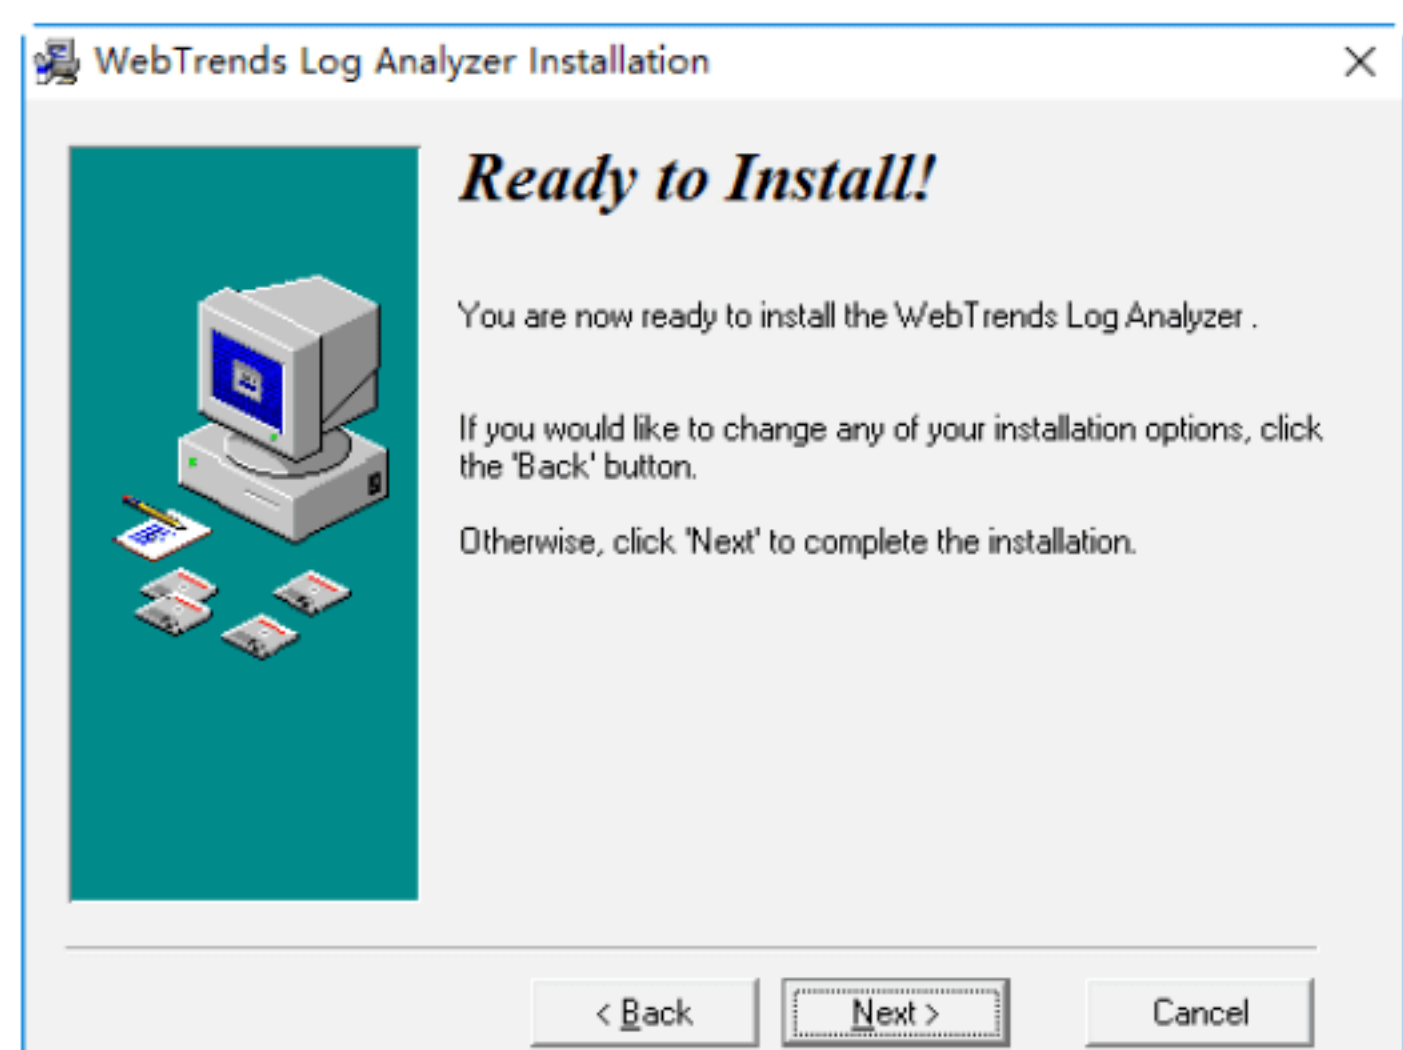 WebTrends Log Analyzer Installation
Ready to Install!
You are now ready to install the WebTrends Log Analyzer .
If you would like to change any of your installation options, click
the 'Back' button.
Otherwise, click 'Next' to complete the installation.
< Back
Next >
Cancel